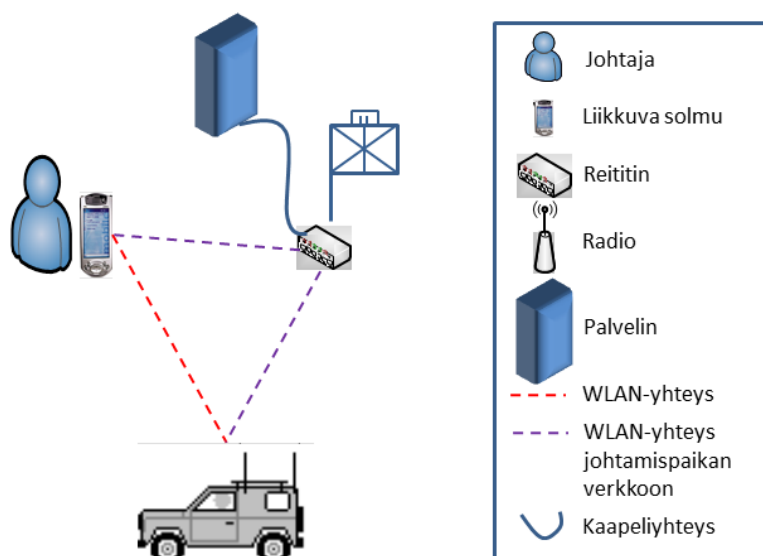 Johtaja
Liikkuva solmu
Reititin
Radio
Palvelin
WLAN-yhteys
WLAN-yhteys
johtamispaikan
verkkoon
Kaapeliyhteys